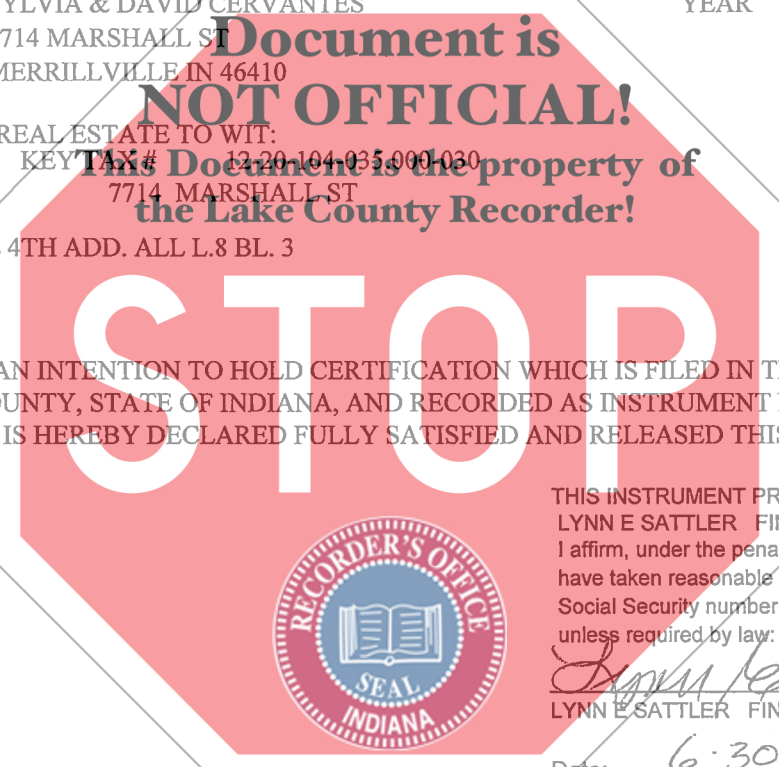 YLVIA & DAVID CERVANTES YEAR
714 MARSHALL ST
Document is
MERRILLVILLE IN 46410
NOT OFFICIAL!
REAL ESTATE TO WIT:
KEY TAX # 12-20-104-035.000-030
This Document is the property of
7714 MARSHALL ST
the Lake County Recorder!
4TH ADD. ALL L.8 BL. 3
STOP
AN INTENTION TO HOLD CERTIFICATION WHICH IS FILED IN
UNTY, STATE OF INDIANA, AND RECORDED AS INSTRUMENT
IS HEREBY DECLARED FULLY SATISFIED AND RELEASED THIS
THIS INSTRUMENT
LYNN E SATTLER
I affirm, under the
have taken reasonable
Social Security number
unless required by law:
RECORDER'S OFFICE
SEAL
INDIANA
Lynn
LYNN E SATTLER
Date: 6-30